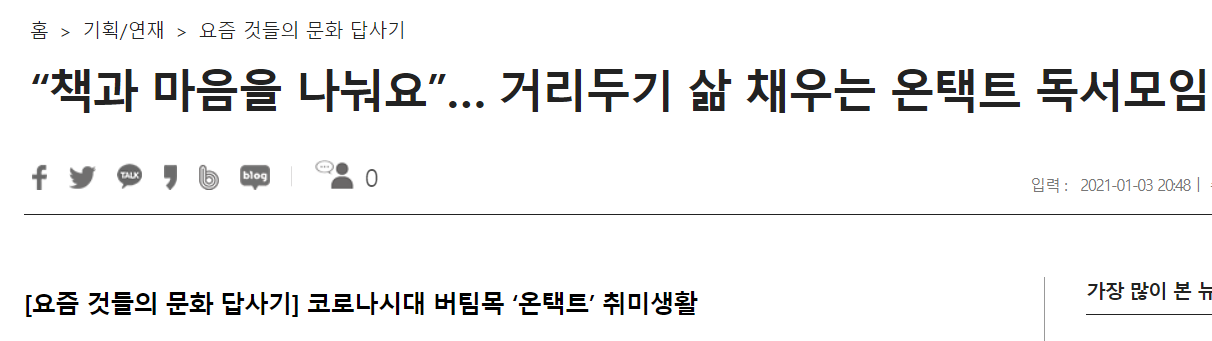 홈 > 기획/연재 > 요즘 것들의 문화 답사기
“책과 마음을 나눠요”... 거리두기 삶 채우는 온택트 독서모임
TALK
blog
0
입력 : 2021-01-03 20:48 |
[요즘 것들의 문화 답사기] 코로나시대 버팀목 ‘온택트’ 취미생활
가장 많이 본